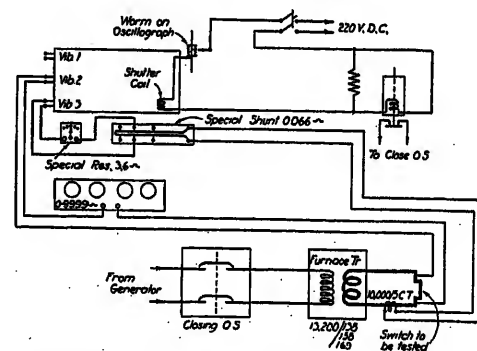 Worm on
Oscillograph
220 V, D.C.
Vib. 1
Vib. 2
Vib 3
Shutter
Coil
Special Shunt 0.066 ~
To Close O S
Special Res, 3,6 ~
0-9999 ~
From
Generator
Closing O S
Furnace Tr
10,000/5 C T
13,200/138
/158
/169
Switch to
be tested